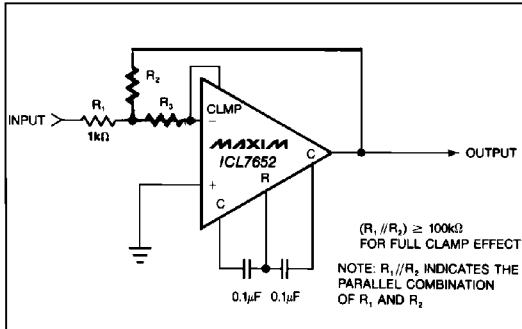 R2
R1
R3
INPUT
1kΩ
CLMP
−
MAXIM
ICL7652
C
OUTPUT
R
+
C
(R1//R2) ≥ 100kΩ
FOR FULL CLAMP EFFECT
0.1µF 0.1µF
NOTE: R1//R2 INDICATES THE
PARALLEL COMBINATION
OF R1 AND R2